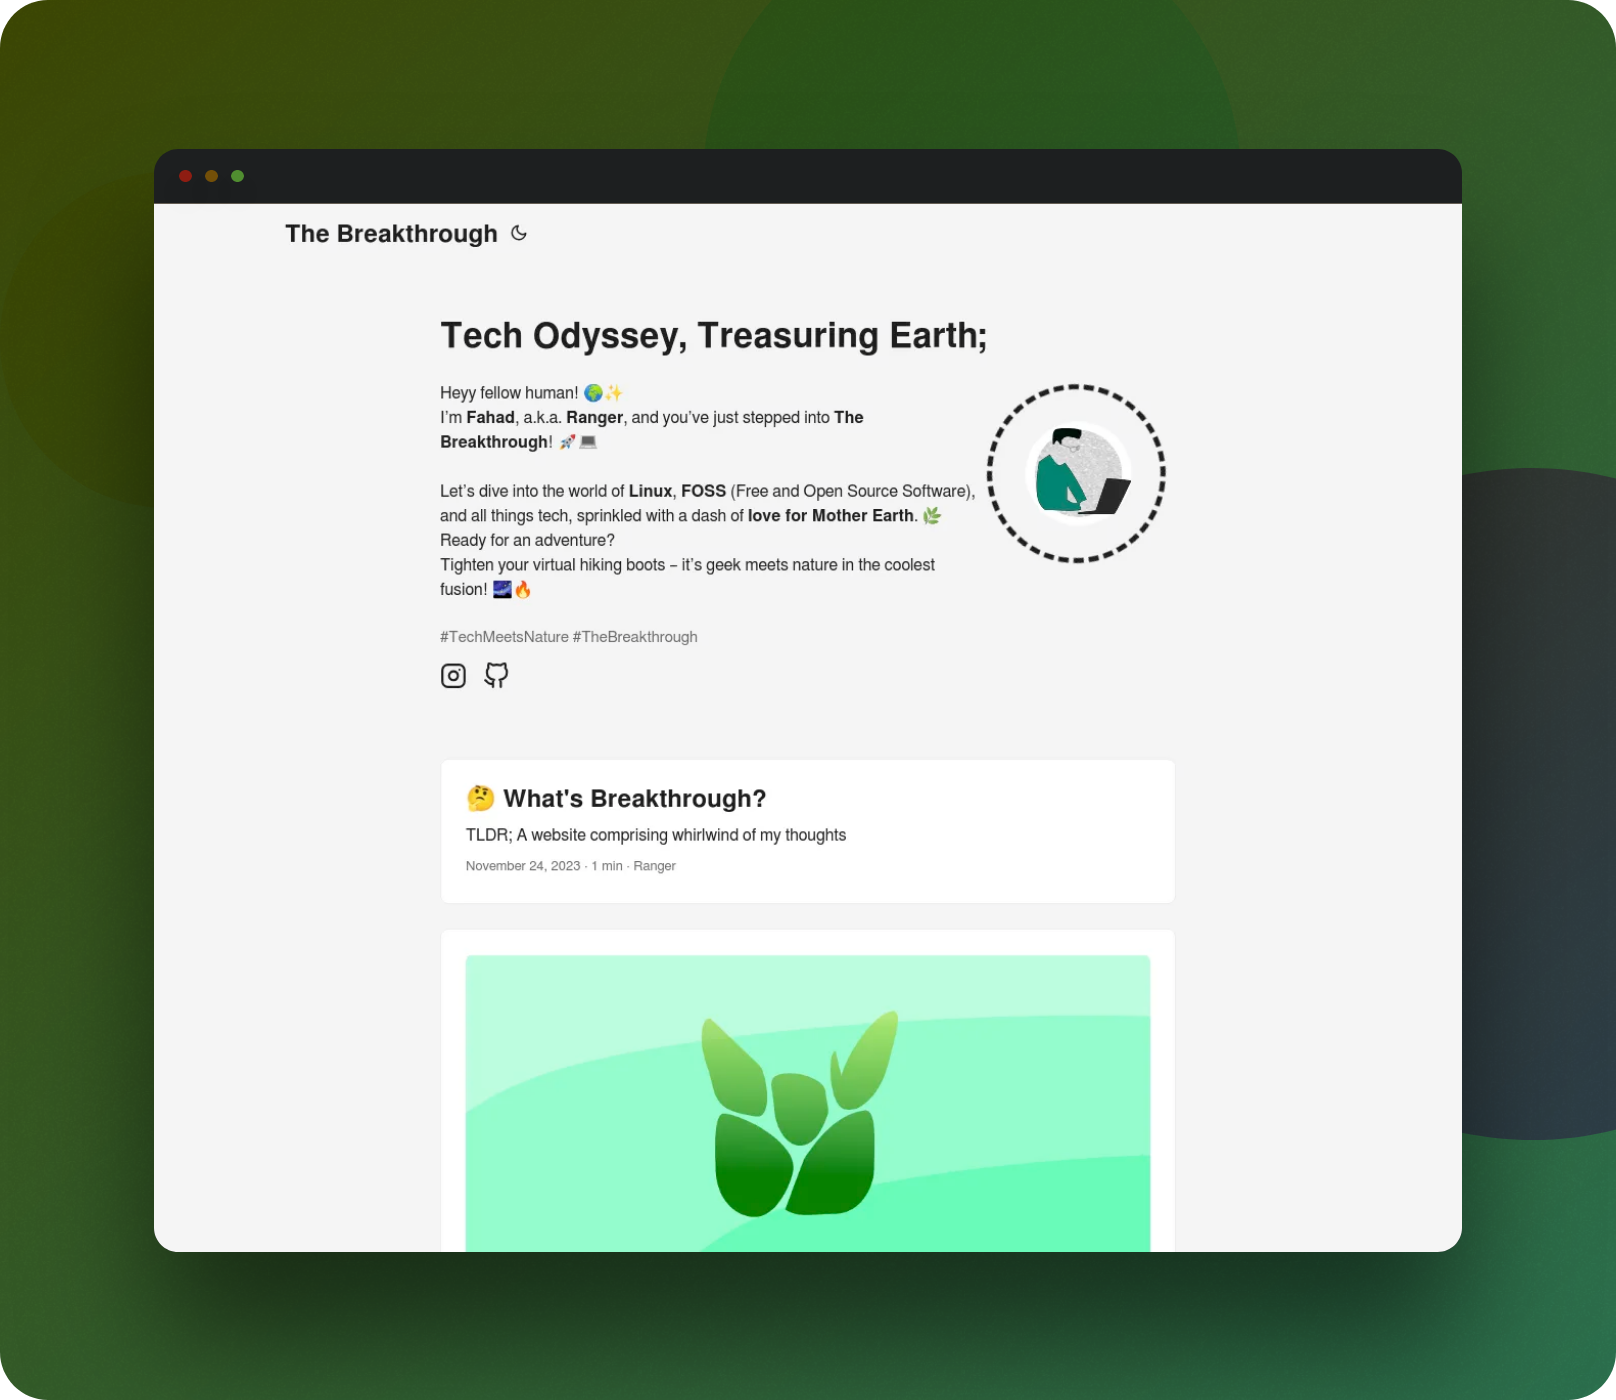 The Breakthrough
Tech Odyssey, Treasuring Earth;
Heyy fellow human! 🌍✨
I’m Fahad, a.k.a. Ranger, and you’ve just stepped into The
Breakthrough! 🚀💻
Let’s dive into the world of Linux, FOSS (Free and Open Source Software),
and all things tech, sprinkled with a dash of love for Mother Earth. 🌿
Ready for an adventure?
Tighten your virtual hiking boots – it’s geek meets nature in the coolest
fusion! 🌌🔥
#TechMeetsNature #TheBreakthrough
🤔 What's Breakthrough?
TLDR; A website comprising whirlwind of my thoughts
November 24, 2023 · 1 min · Ranger